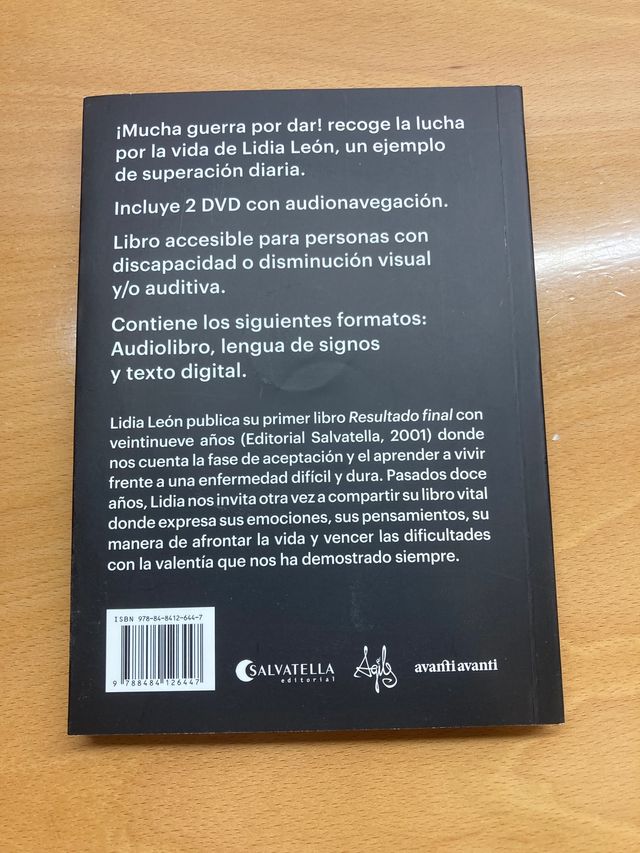 ¡Mucha guerra por dar! recoge la lucha
por la vida de Lidia León, un ejemplo
de superación diaria.
Incluye 2 DVD con audionavegación.
Libro accesible para personas con
discapacidad o disminución visual
y/o auditiva.
Contiene los siguientes formatos:
Audiolibro, lengua de signos
y texto digital.
Lidia León publica su primer libro Resultado final con
veintinueve años (Editorial Salvatella, 2001) donde
nos cuenta la fase de aceptación y el aprender a vivir
frente a una enfermedad difícil y dura. Pasados doce
años, Lidia nos invita otra vez a compartir su libro vital
donde expresa sus emociones, sus pensamientos, su
manera de afrontar la vida y vencer las dificultades
con la valentía que nos ha demostrado siempre.
ISBN 978-84-8412-644-7
9 788484 126447
SALVATELLA
editorial
avanti avanti